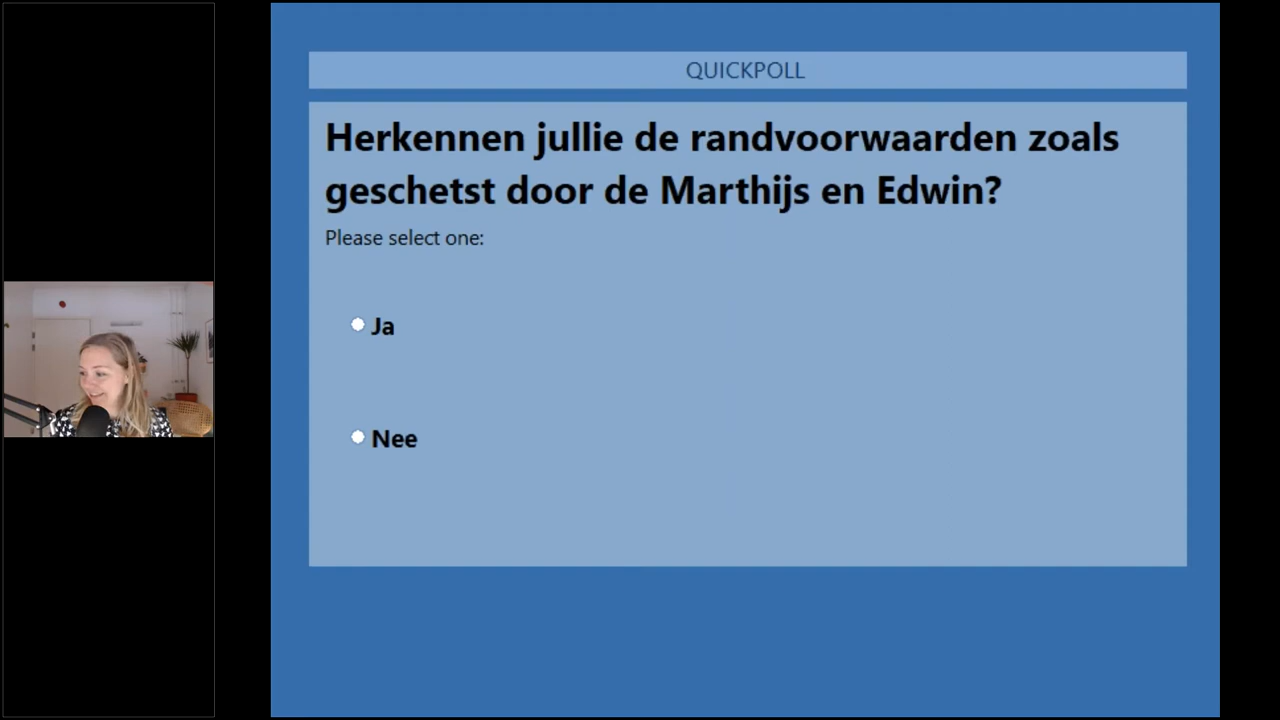 QUICKPOLL
Herkennen jullie de randvoorwaarden zoals
geschetst door de Marthijs en Edwin?
Please select one:
Ja
Nee